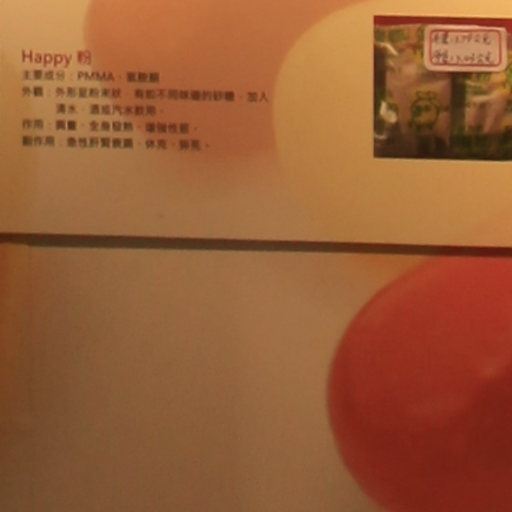 Happy 粉
主要成分：PMMA、氯胺酮
外觀：外形呈粉末狀，有如不同味道的砂糖，加入
清水、酒或汽水飲用。
作用：興奮、全身發熱、增強性慾。
副作用：急性肝腎衰竭、休克、猝死。